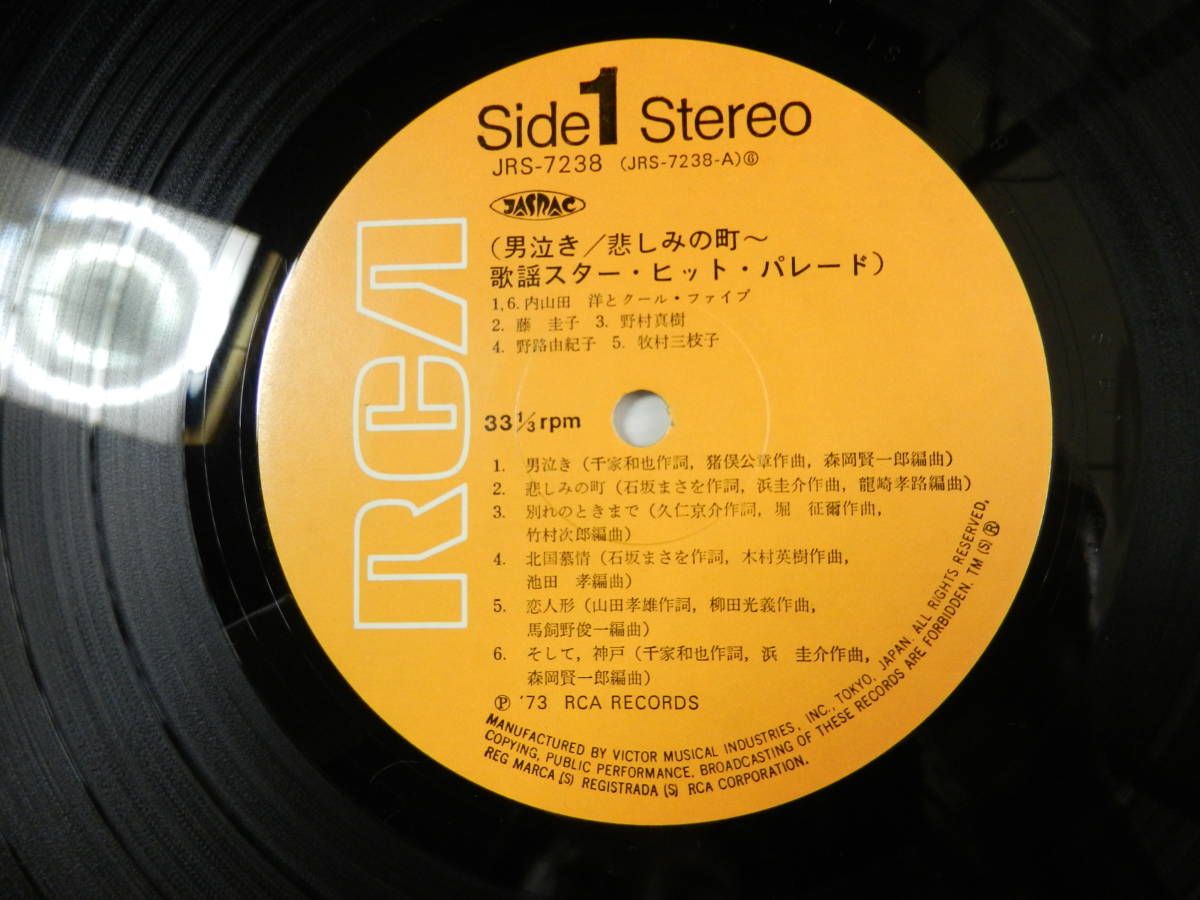 Side 1 Stereo
JRS-7238 (JRS-7238-A)⑥
JASRAC
(男泣き/悲しみの町～
歌謡スター・ヒット・パレード)
1,6. 内山田 洋とクール・ファイブ
2. 藤 圭子 3. 野村真樹
4. 野路由紀子 5. 牧村三枝子
RCA
33 1/3 rpm
1. 男泣き (千家和也作詞, 猪俣公章作曲, 森岡賢一郎編曲)
2. 悲しみの町 (石坂まさを作詞, 浜圭介作曲, 龍崎孝路編曲)
3. 別れのときまで (久仁京介作詞, 堀 征爾作曲,
竹村次郎編曲)
4. 北国慕情 (石坂まさを作詞, 木村英樹作曲,
池田 孝編曲)
5. 恋人形 (山田孝雄作詞, 柳田光義作曲,
馬飼野俊一編曲)
6. そして, 神戸 (千家和也作詞, 浜 圭介作曲,
森岡賢一郎編曲)
Ⓟ '73 RCA RECORDS
MANUFACTURED BY VICTOR MUSICAL INDUSTRIES, INC., TOKYO, JAPAN. ALL RIGHTS RESERVED.
COPYING, PUBLIC PERFORMANCE, BROADCASTING OF THESE RECORDS ARE FORBIDDEN. TM (S) ®
REG MARCA (S) REGISTRADA (S) RCA CORPORATION.